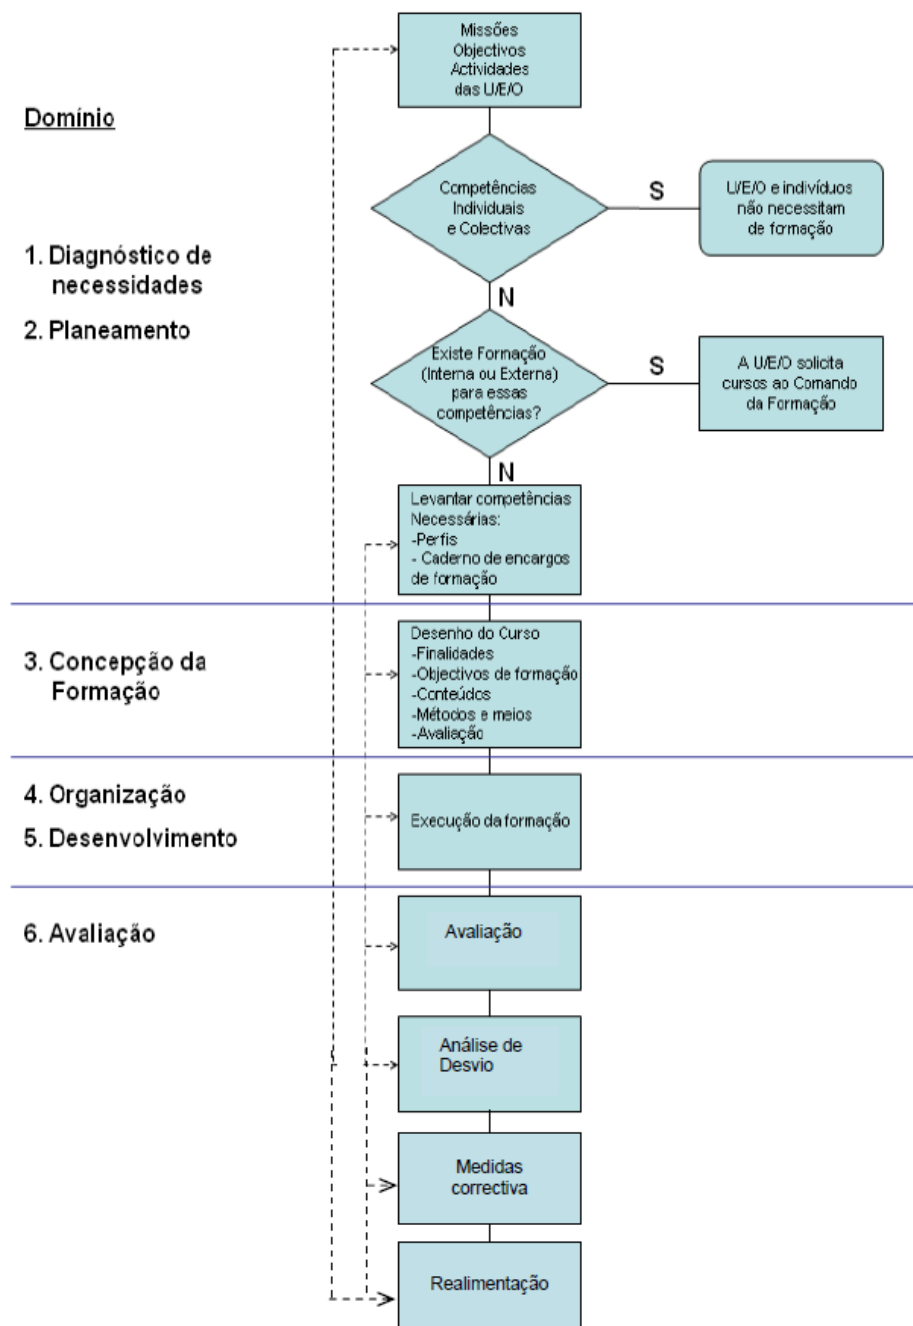 Missões
Objectivos
Actividades
das U/E/O
Domínio
Competências
Individuais
e Colectivas
S
U/E/O e indivíduos
não necessitam
de formação
1. Diagnóstico de
necessidades
N
2. Planeamento
Existe Formação
(Interna ou Externa)
para essas
competências?
S
A U/E/O solicita
cursos ao Comando
da Formação
N
Levantar competências
Necessárias:
-Perfis
- Caderno de encargos
de formação
3. Concepção da
Formação
Desenho do Curso
-Finalidades
-Objectivos de formação
-Conteúdos
-Métodos e meios
-Avaliação
4. Organização
5. Desenvolvimento
Execução da formação
6. Avaliação
Avaliação
Análise de
Desvio
Medidas
correctiva
Realimentação